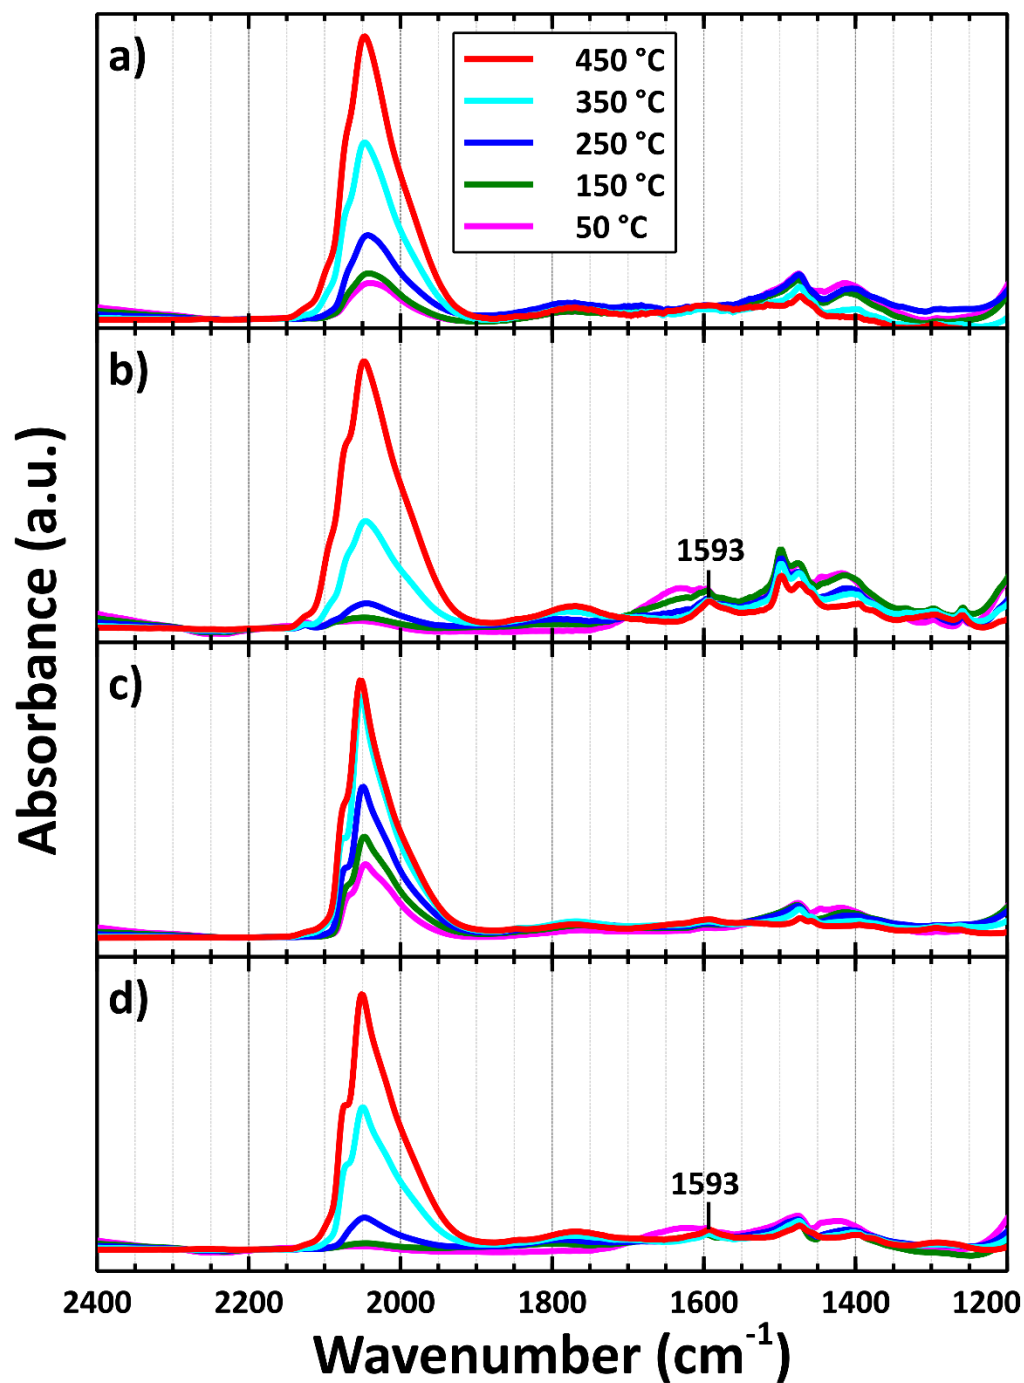 a)
450 °C
350 °C
250 °C
150 °C
50 °C
b)
1593
c)
d)
1593
Absorbance (a.u.)
2400 2200 2000 1800 1600 1400 1200
Wavenumber (cm⁻¹)